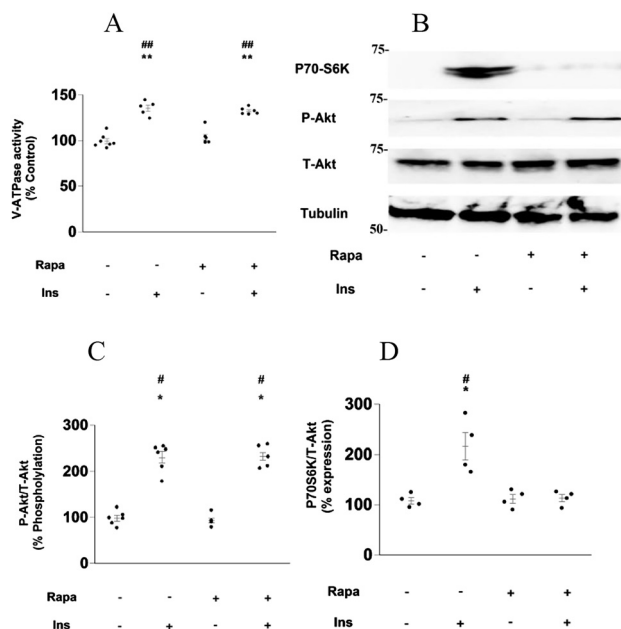 A
##
**
##
**
150
100
50
0
V-ATPase activity
(% Control)
Rapa - - + +
Ins - + - +
B
P70-S6K
75-
75-
P-Akt
75-
T-Akt
Tubulin
50-
Rapa - - + +
Ins - + - +
C
#
*
#
*
300
200
100
0
P-Akt/T-Akt
(% Phospholylation)
Rapa - - + +
Ins - + - +
D
#
*
300
200
100
0
P70S6K/T-Akt
(% expression)
Rapa - - + +
Ins - + - +